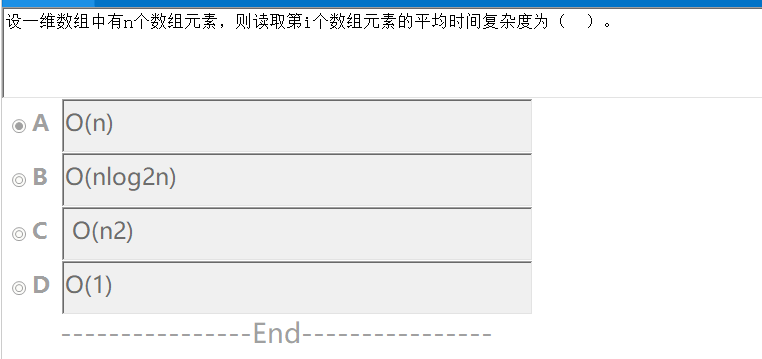 设一维数组中有n个数组元素，则读取第i个数组元素的平均时间复杂度为（  ）。
A O(n)
B O(nlog2n)
C O(n2)
D O(1)
----------------End----------------